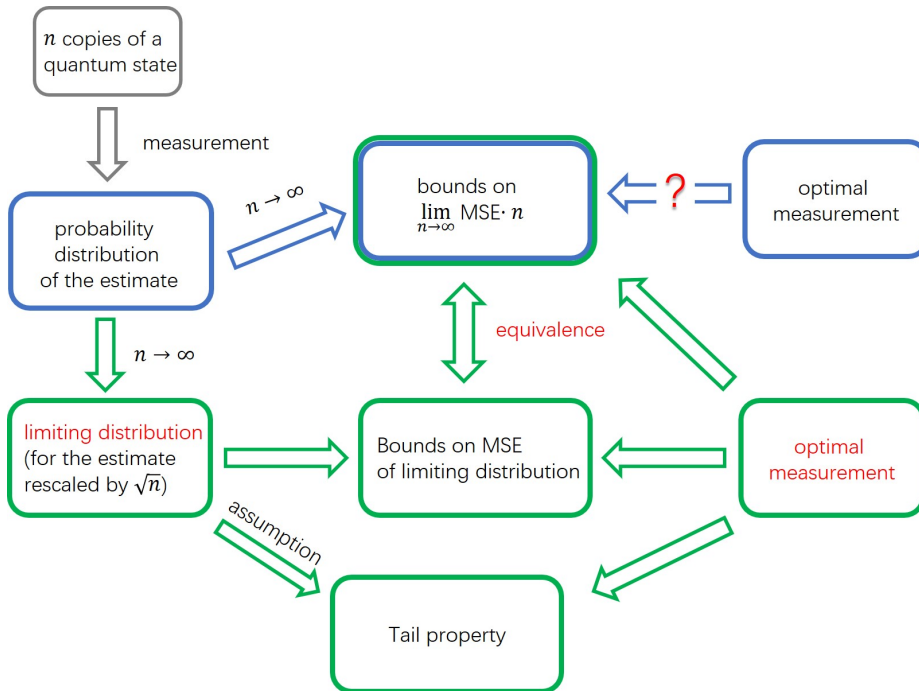 n copies of a
quantum state
measurement
probability
distribution
of the estimate
n → ∞
bounds on
lim MSE· n
n→∞
?
optimal
measurement
equivalence
n → ∞
limiting distribution
(for the estimate
rescaled by √n)
Bounds on MSE
of limiting distribution
optimal
measurement
assumption
Tail property